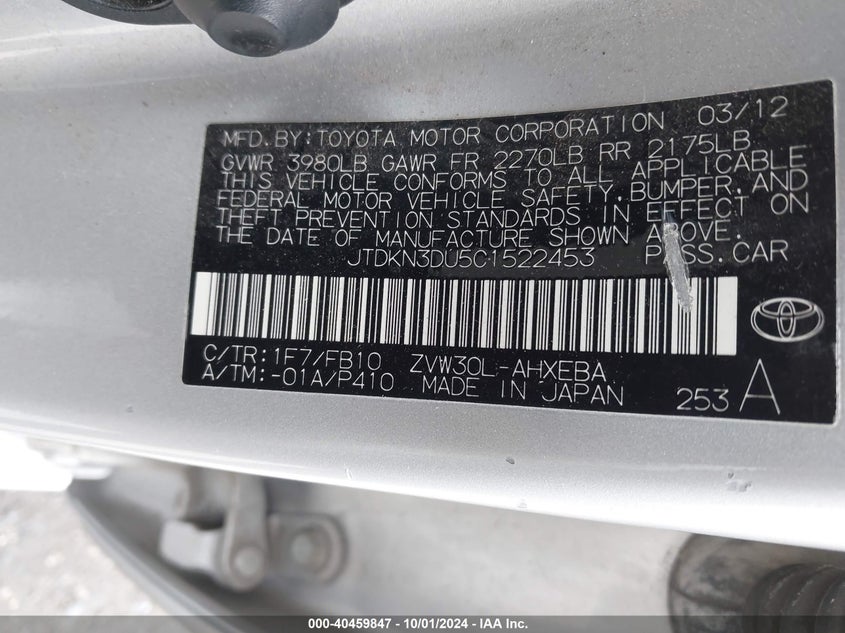 MFD.BY:TOYOTA MOTOR CORPORATION 03/12
GVWR 3980LB GAWR FR 2270LB RR 2175LB
THIS VEHICLE CONFORMS TO ALL APPLICABLE
FEDERAL MOTOR VEHICLE SAFETY,BUMPER,AND
THEFT PREVENTION STANDARDS IN EFFECT ON
THE DATE OF MANUFACTURE SHOWN ABOVE.
JTDKN3DU5C1522453 PASS.CAR
C/TR:1F7/FB10 ZVW30L-AHXEBA
A/TM:-01A/P410 MADE IN JAPAN 253 A
000-40459847 - 10/01/2024 - IAA Inc.